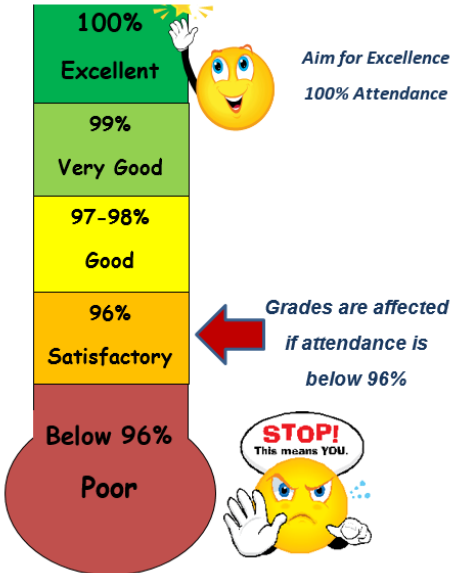 100%
Excellent
Aim for Excellence
100% Attendance
99%
Very Good
97-98%
Good
96%
Satisfactory
Grades are affected
if attendance is
below 96%
Below 96%
Poor
STOP!
This means YOU.